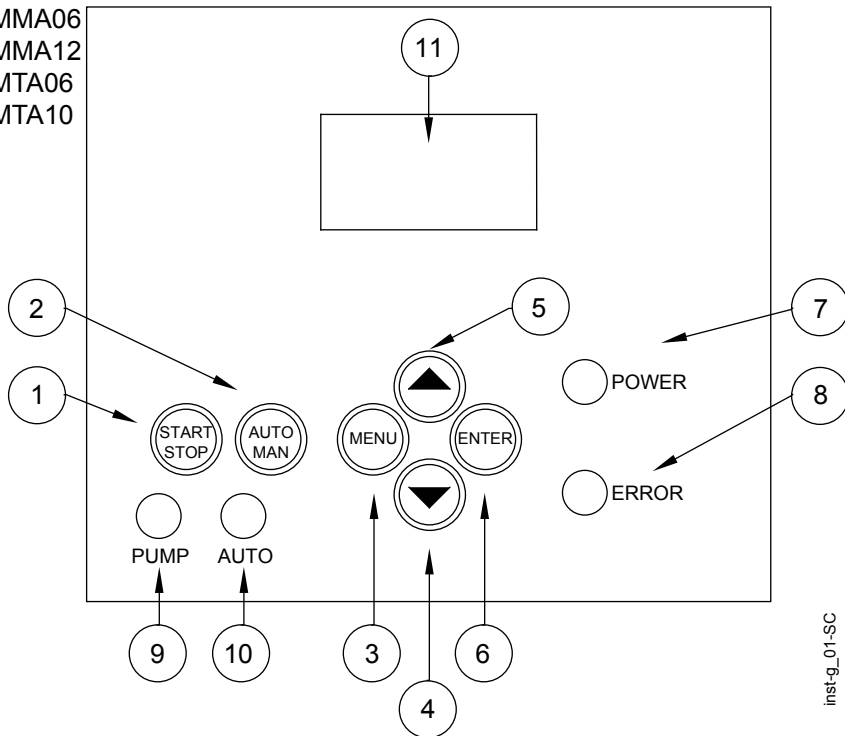 MMA06
MMA12
MTA06
MTA10
11
2
5
7
1
8
START
STOP
AUTO
MAN
MENU
ENTER
POWER
ERROR
PUMP
AUTO
9
10
3
6
4
inst-g_01-SC